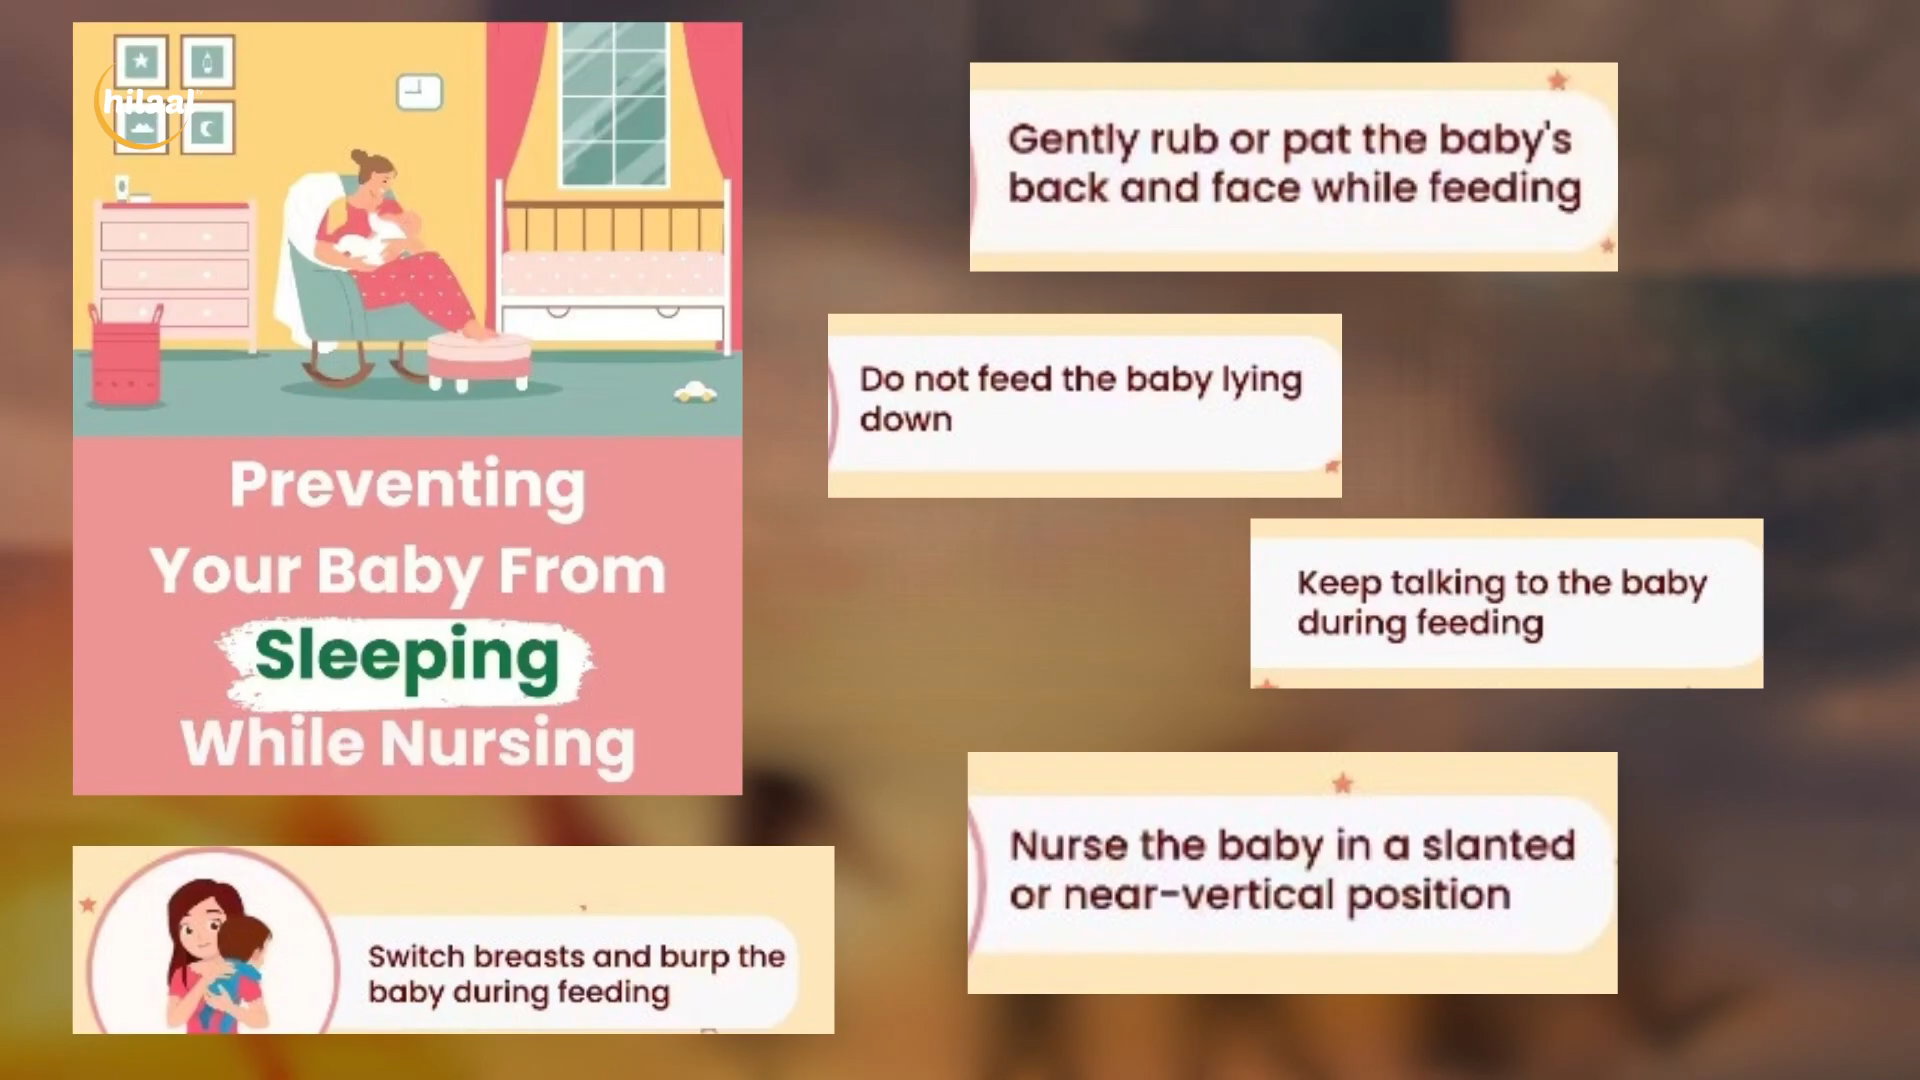 hilaal
Preventing
Your Baby From
Sleeping
While Nursing
Gently rub or pat the baby's
back and face while feeding
Do not feed the baby lying
down
Keep talking to the baby
during feeding
Nurse the baby in a slanted
or near-vertical position
Switch breasts and burp the
baby during feeding